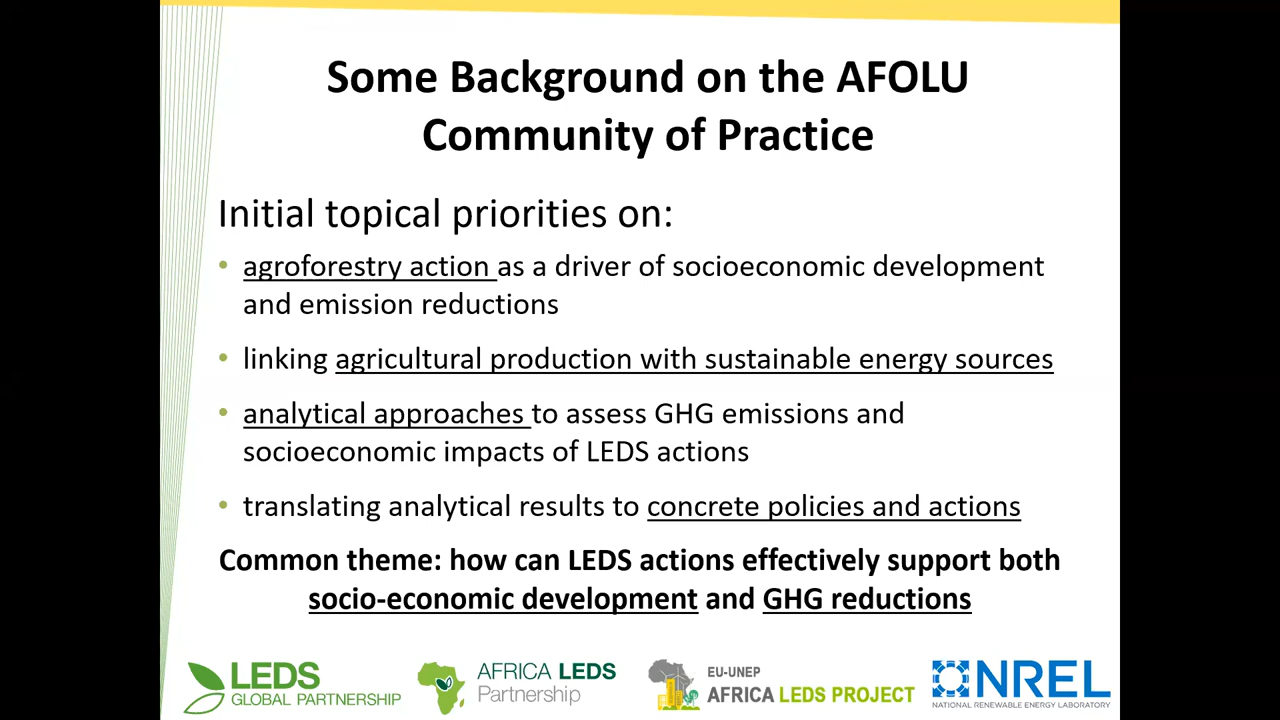 Some Background on the AFOLU
Community of Practice
Initial topical priorities on:
• agroforestry action as a driver of socioeconomic development
and emission reductions
• linking agricultural production with sustainable energy sources
• analytical approaches to assess GHG emissions and
socioeconomic impacts of LEDS actions
• translating analytical results to concrete policies and actions
Common theme: how can LEDS actions effectively support both
socio-economic development and GHG reductions
LEDS
GLOBAL PARTNERSHIP
AFRICA LEDS
Partnership
EU-UNEP
AFRICA LEDS PROJECT
NREL
NATIONAL RENEWABLE ENERGY LABORATORY